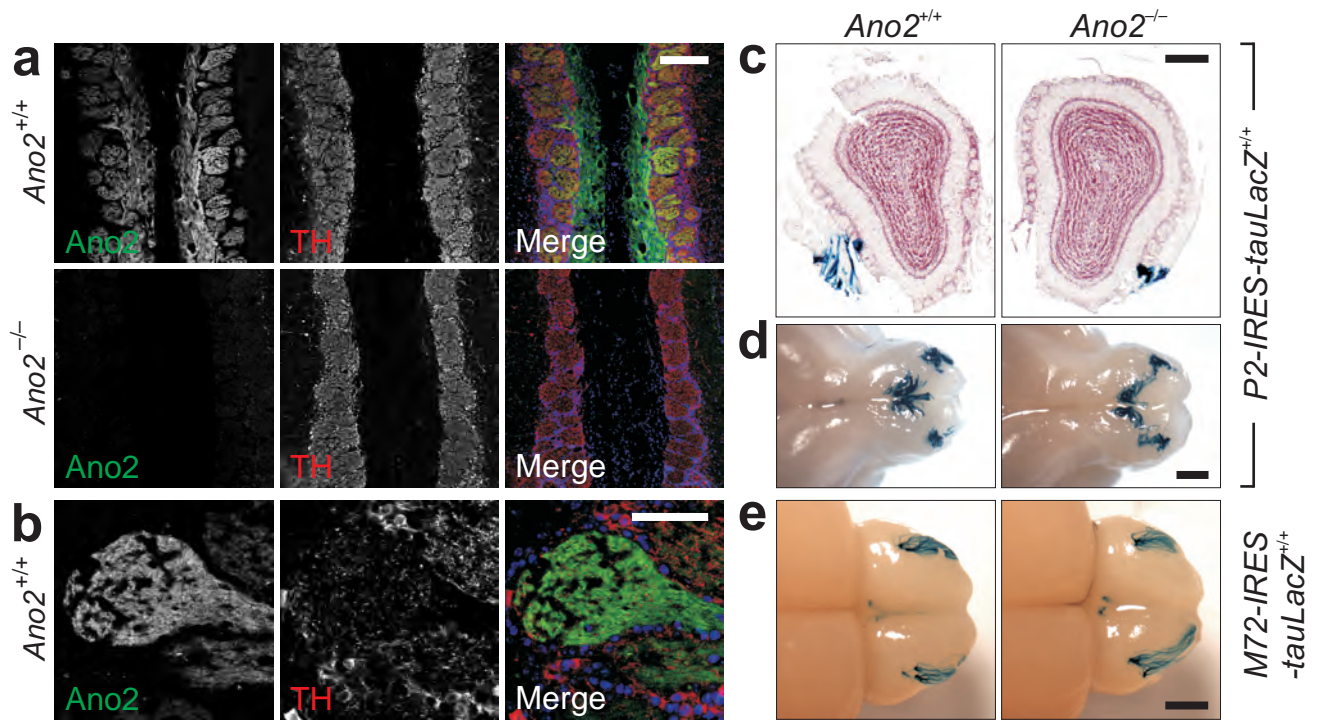 Ano2+/+
Ano2–/–
a
Ano2+/+
Ano2
TH
Merge
Ano2–/–
Ano2
TH
Merge
b
Ano2+/+
Ano2
TH
Merge
c
d
P2-IRES-tauLacZ+/+
e
M72-IRES
-tauLacZ+/+